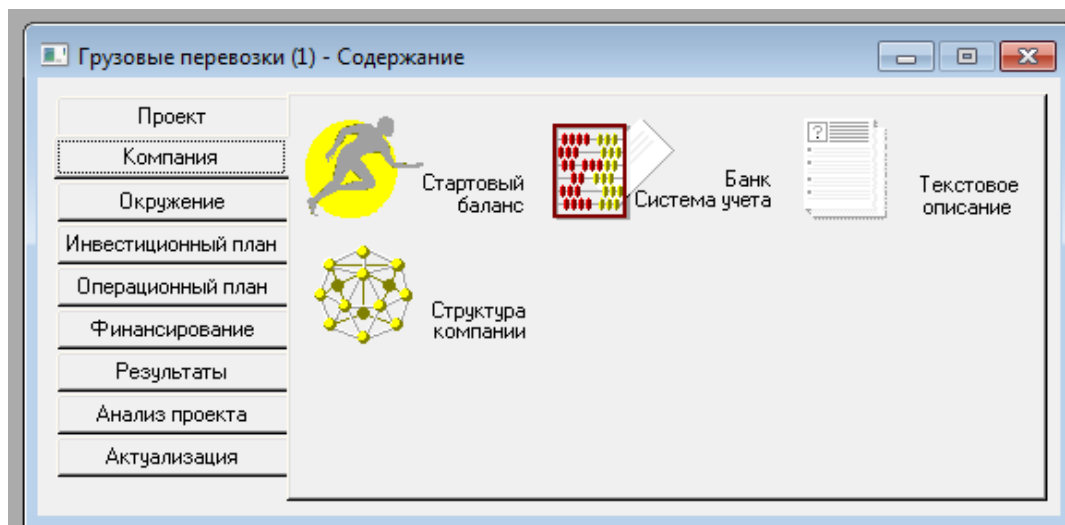 Грузовые перевозки (1) - Содержание
Проект
Компания
Окружение
Инвестиционный план
Операционный план
Финансирование
Результаты
Анализ проекта
Актуализация
Стартовый
баланс
Банк
Система учета
?
Текстовое
описание
Структура
компании